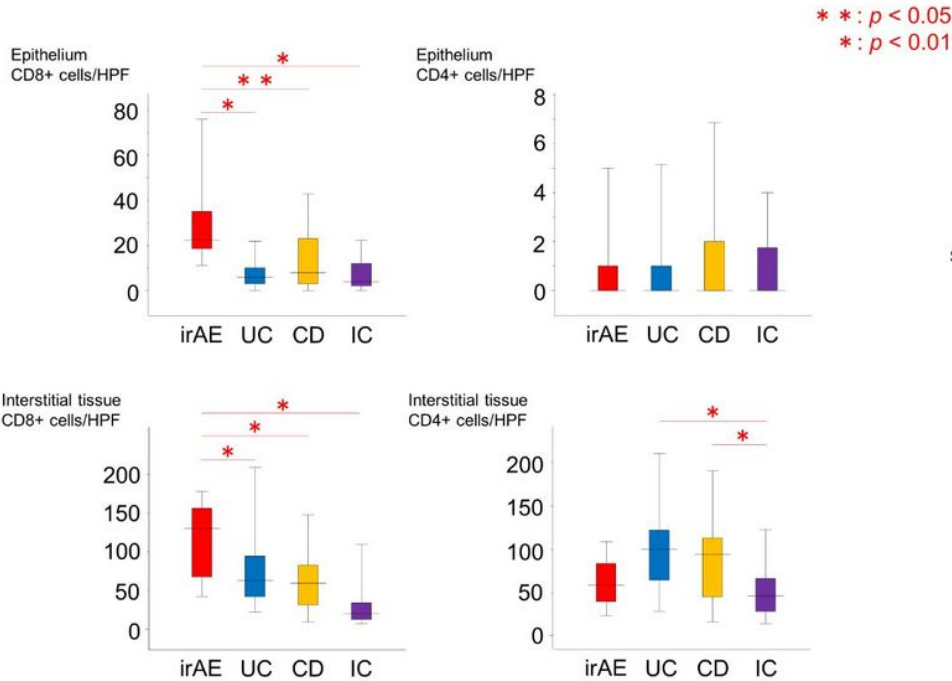 * * : p < 0.05
* : p < 0.01
Epithelium
CD8+ cells/HPF
*
* *
*
80
60
40
20
0
irAE UC CD IC
Epithelium
CD4+ cells/HPF
8
6
4
2
0
irAE UC CD IC
Interstitial tissue
CD8+ cells/HPF
*
*
*
200
150
100
50
0
irAE UC CD IC
Interstitial tissue
CD4+ cells/HPF
*
*
200
150
100
50
0
irAE UC CD IC